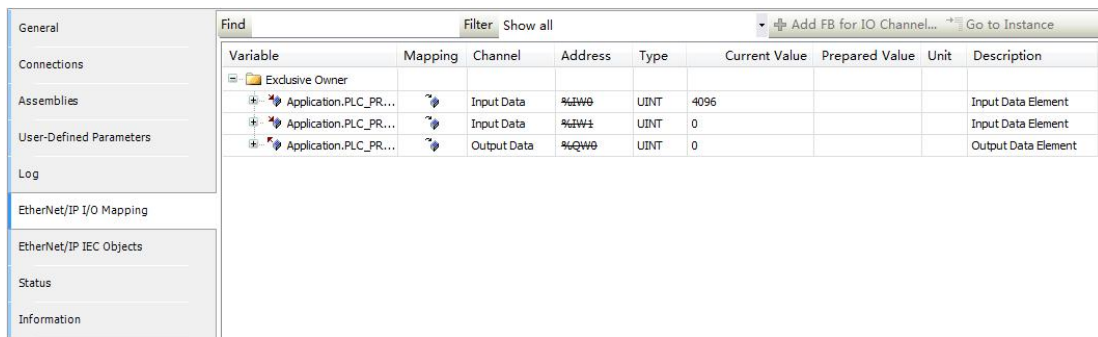 General
Connections
Assemblies
User-Defined Parameters
Log
EtherNet/IP I/O Mapping
EtherNet/IP IEC Objects
Status
Information
Find Filter Show all Add FB for IO Channel... Go to Instance
Variable Mapping Channel Address Type Current Value Prepared Value Unit Description
Exclusive Owner
Application.PLC_PR... Input Data %IW0 UINT 4096 Input Data Element
Application.PLC_PR... Input Data %IW1 UINT 0 Input Data Element
Application.PLC_PR... Output Data %QW0 UINT 0 Output Data Element